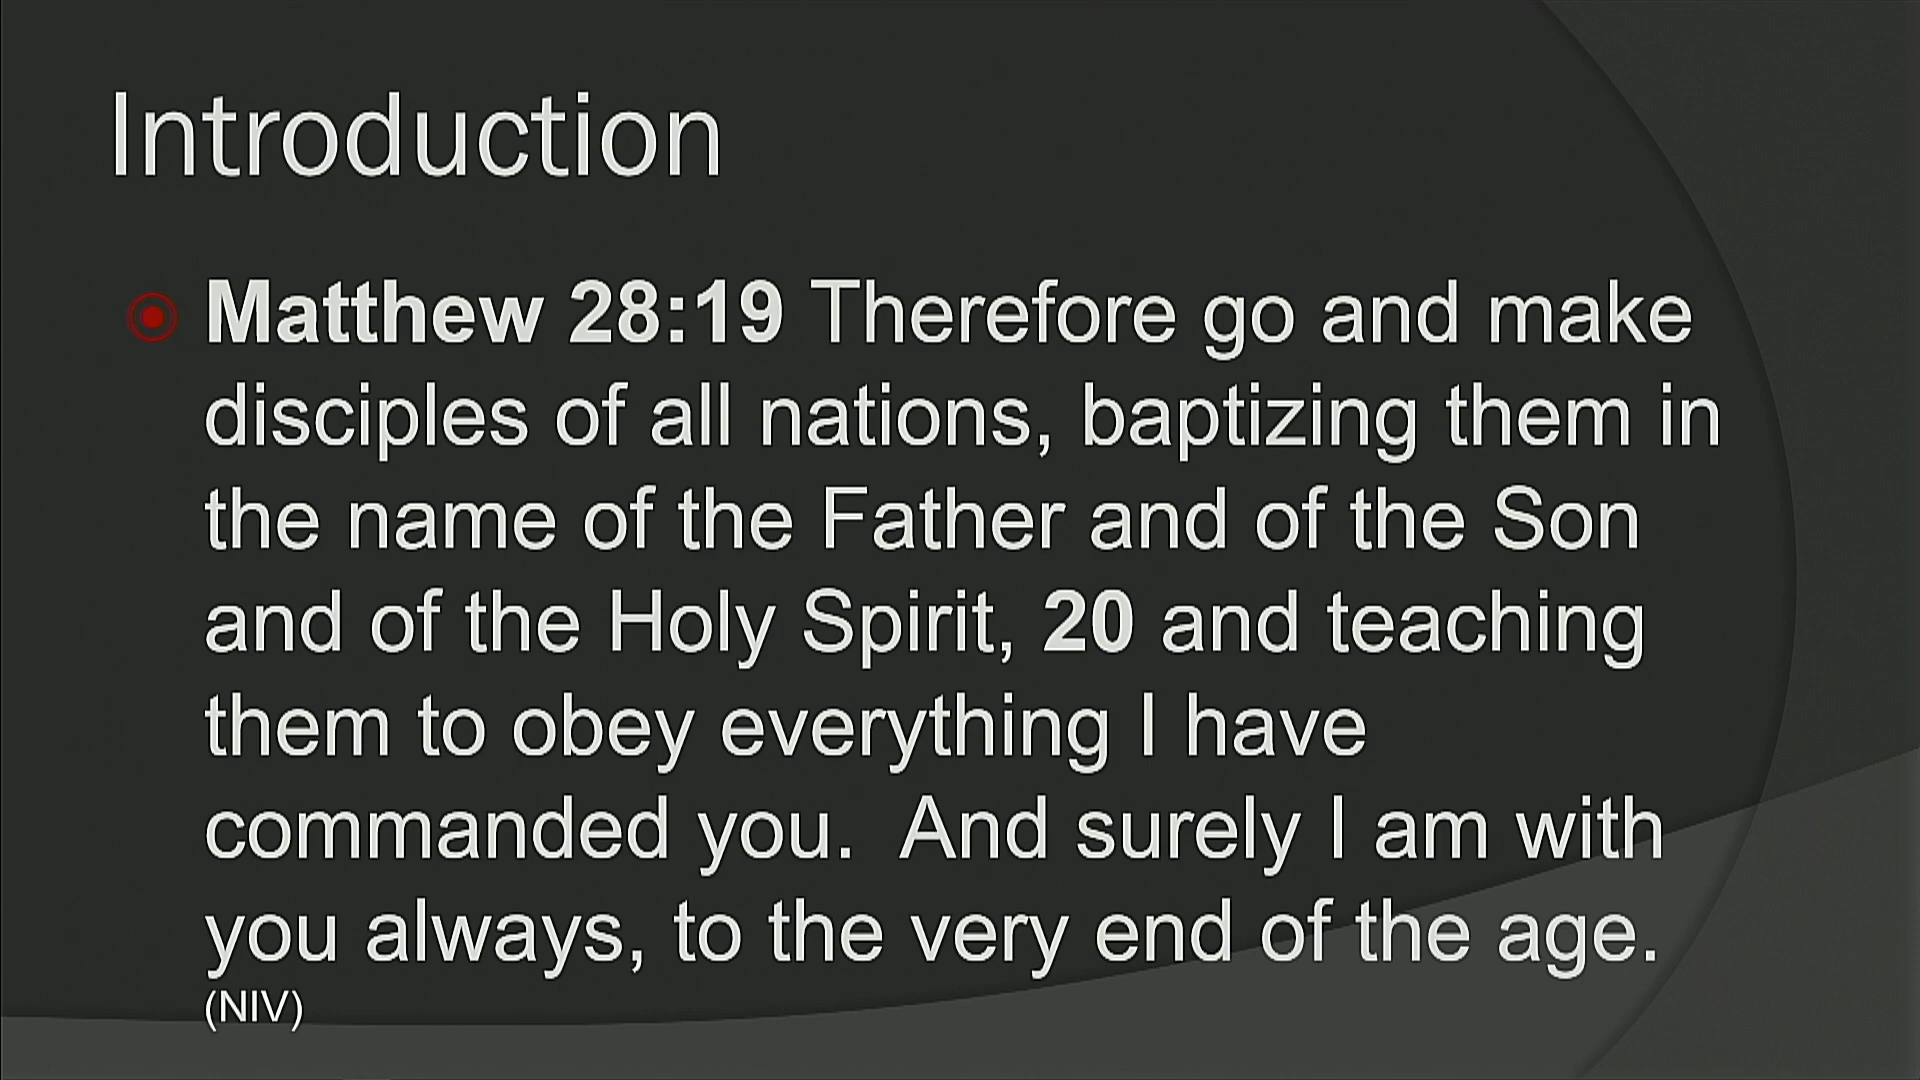 Introduction
Matthew 28:19 Therefore go and make
disciples of all nations, baptizing them in
the name of the Father and of the Son
and of the Holy Spirit, 20 and teaching
them to obey everything I have
commanded you.  And surely I am with
you always, to the very end of the age.
(NIV)